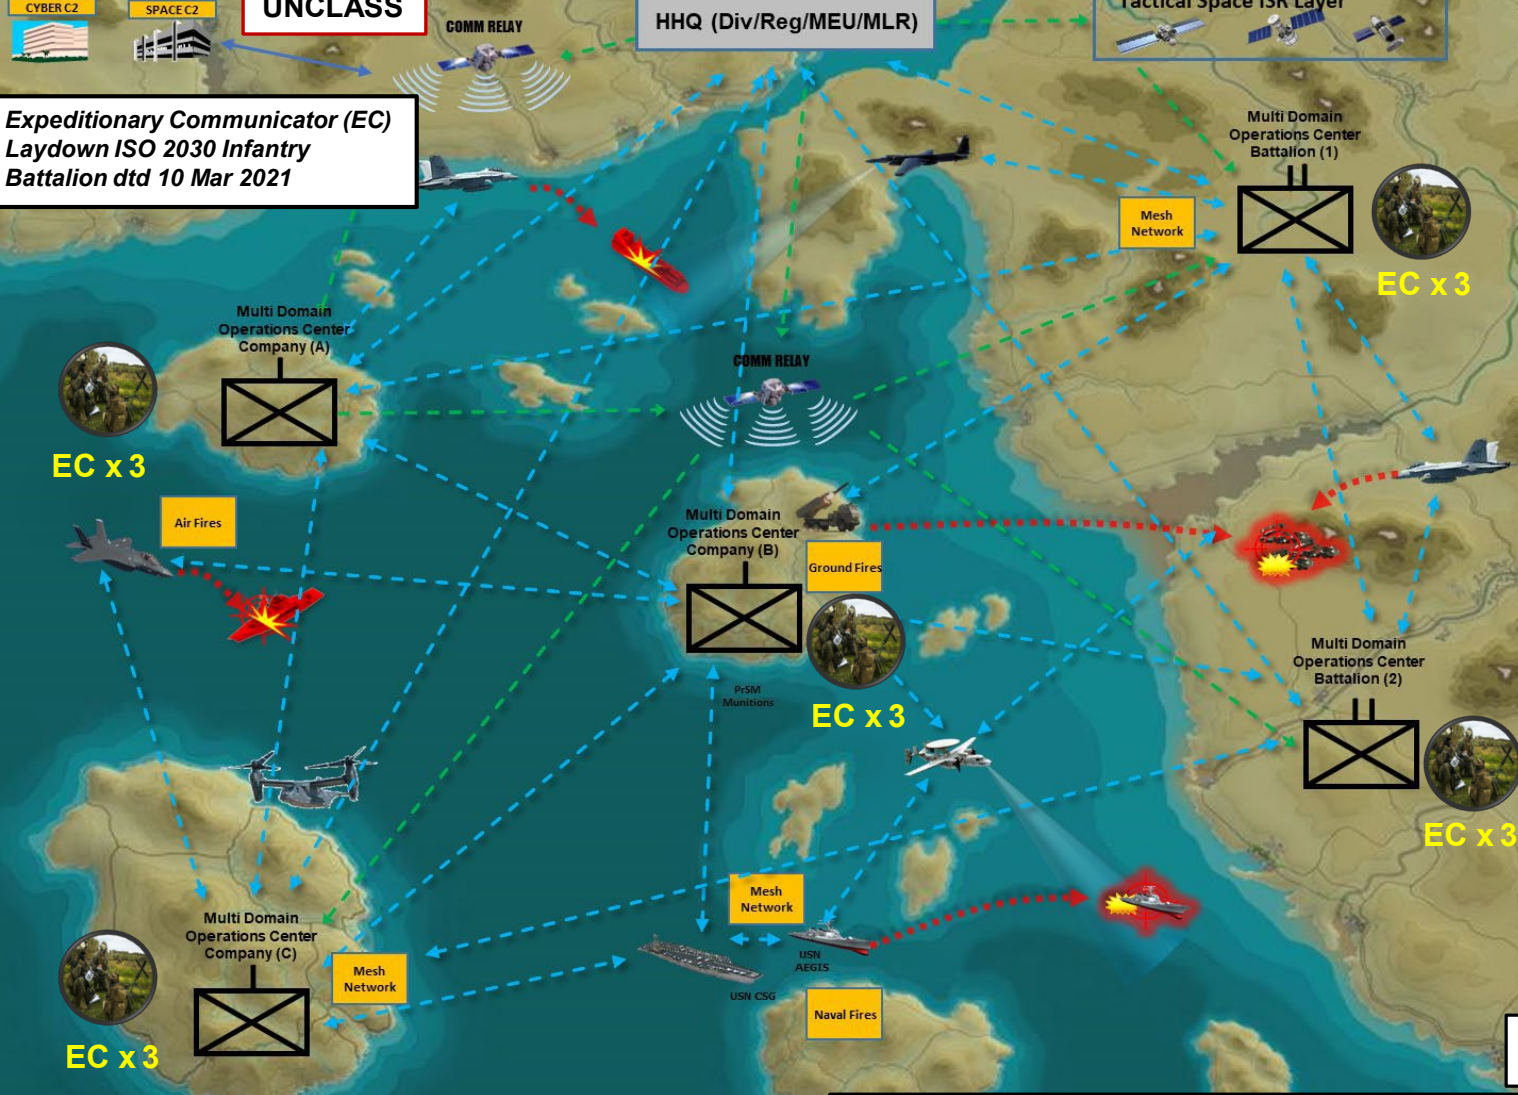 CYBER C2
SPACE C2
UNCLASS
COMM RELAY
HHQ (Div/Reg/MEU/MLR)
Tactical Space ISR Layer
Expeditionary Communicator (EC)
Laydown ISO 2030 Infantry
Battalion dtd 10 Mar 2021
Multi Domain
Operations Center
Battalion (1)
Mesh
Network
EC x 3
Multi Domain
Operations Center
Company (A)
EC x 3
COMM RELAY
Air Fires
Multi Domain
Operations Center
Company (B)
Ground Fires
PrSM
Munitions
EC x 3
Multi Domain
Operations Center
Battalion (2)
EC x 3
Mesh
Network
USN
AEGIS
USN CSG
Naval Fires
Multi Domain
Operations Center
Company (C)
Mesh
Network
EC x 3